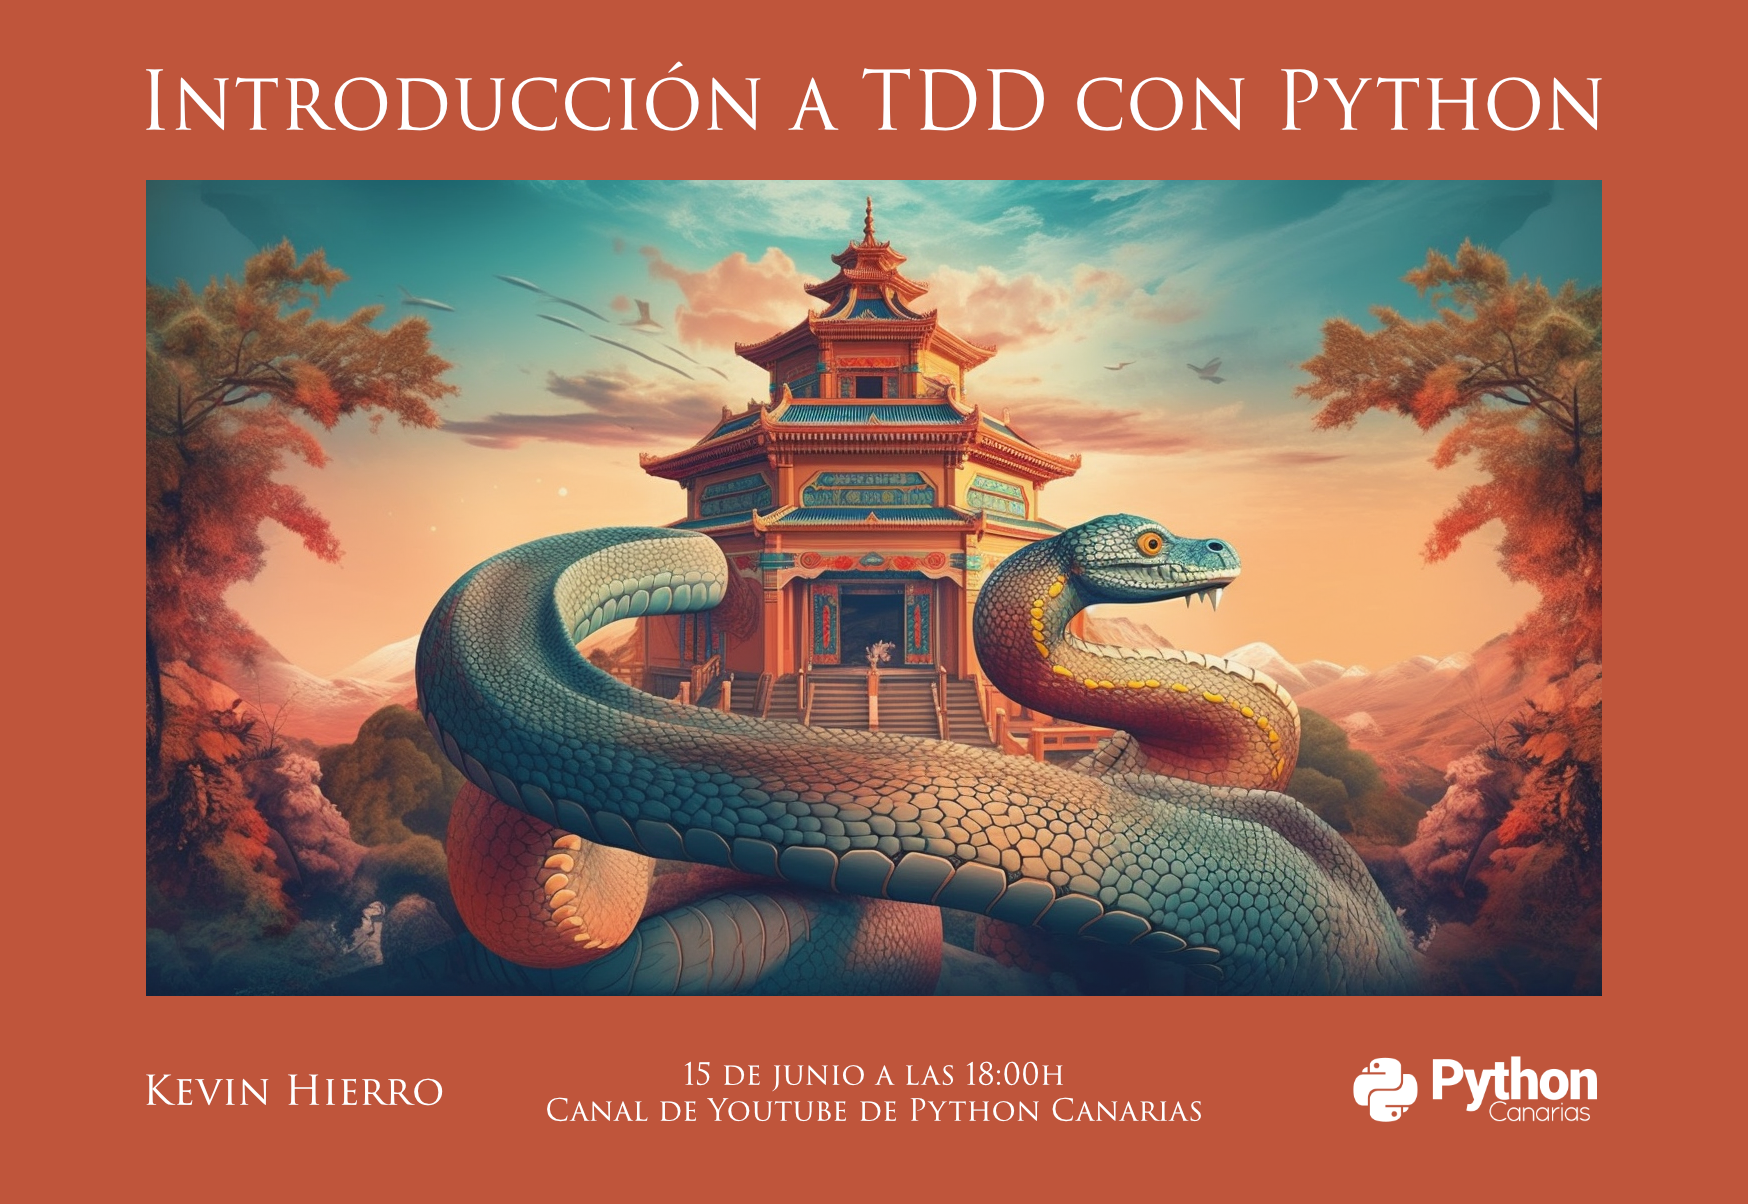 Introducción a TDD con Python
Kevin Hierro
15 de junio a las 18:00h
Canal de Youtube de Python Canarias
Python
Canarias